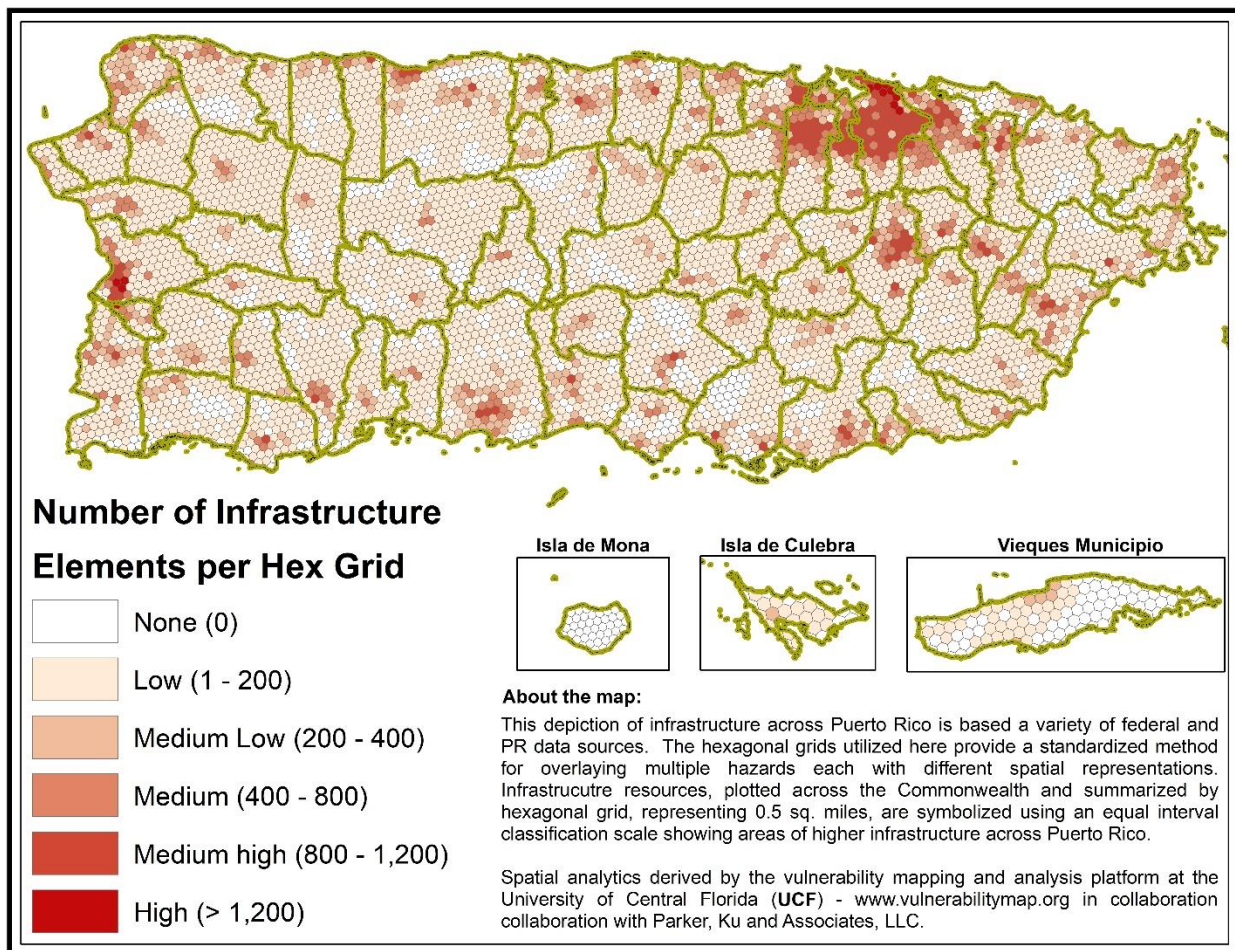 Number of Infrastructure
Elements per Hex Grid
None (0)
Low (1 - 200)
Medium Low (200 - 400)
Medium (400 - 800)
Medium high (800 - 1,200)
High (> 1,200)
Isla de Mona
Isla de Culebra
Vieques Municipio
About the map:
This depiction of infrastructure across Puerto Rico is based a variety of federal and
PR data sources. The hexagonal grids utilized here provide a standardized method
for overlaying multiple hazards each with different spatial representations.
Infrastrucutre resources, plotted across the Commonwealth and summarized by
hexagonal grid, representing 0.5 sq. miles, are symbolized using an equal interval
classification scale showing areas of higher infrastructure across Puerto Rico.
Spatial analytics derived by the vulnerability mapping and analysis platform at the
University of Central Florida (UCF) - www.vulnerabilitymap.org in collaboration
collaboration with Parker, Ku and Associates, LLC.